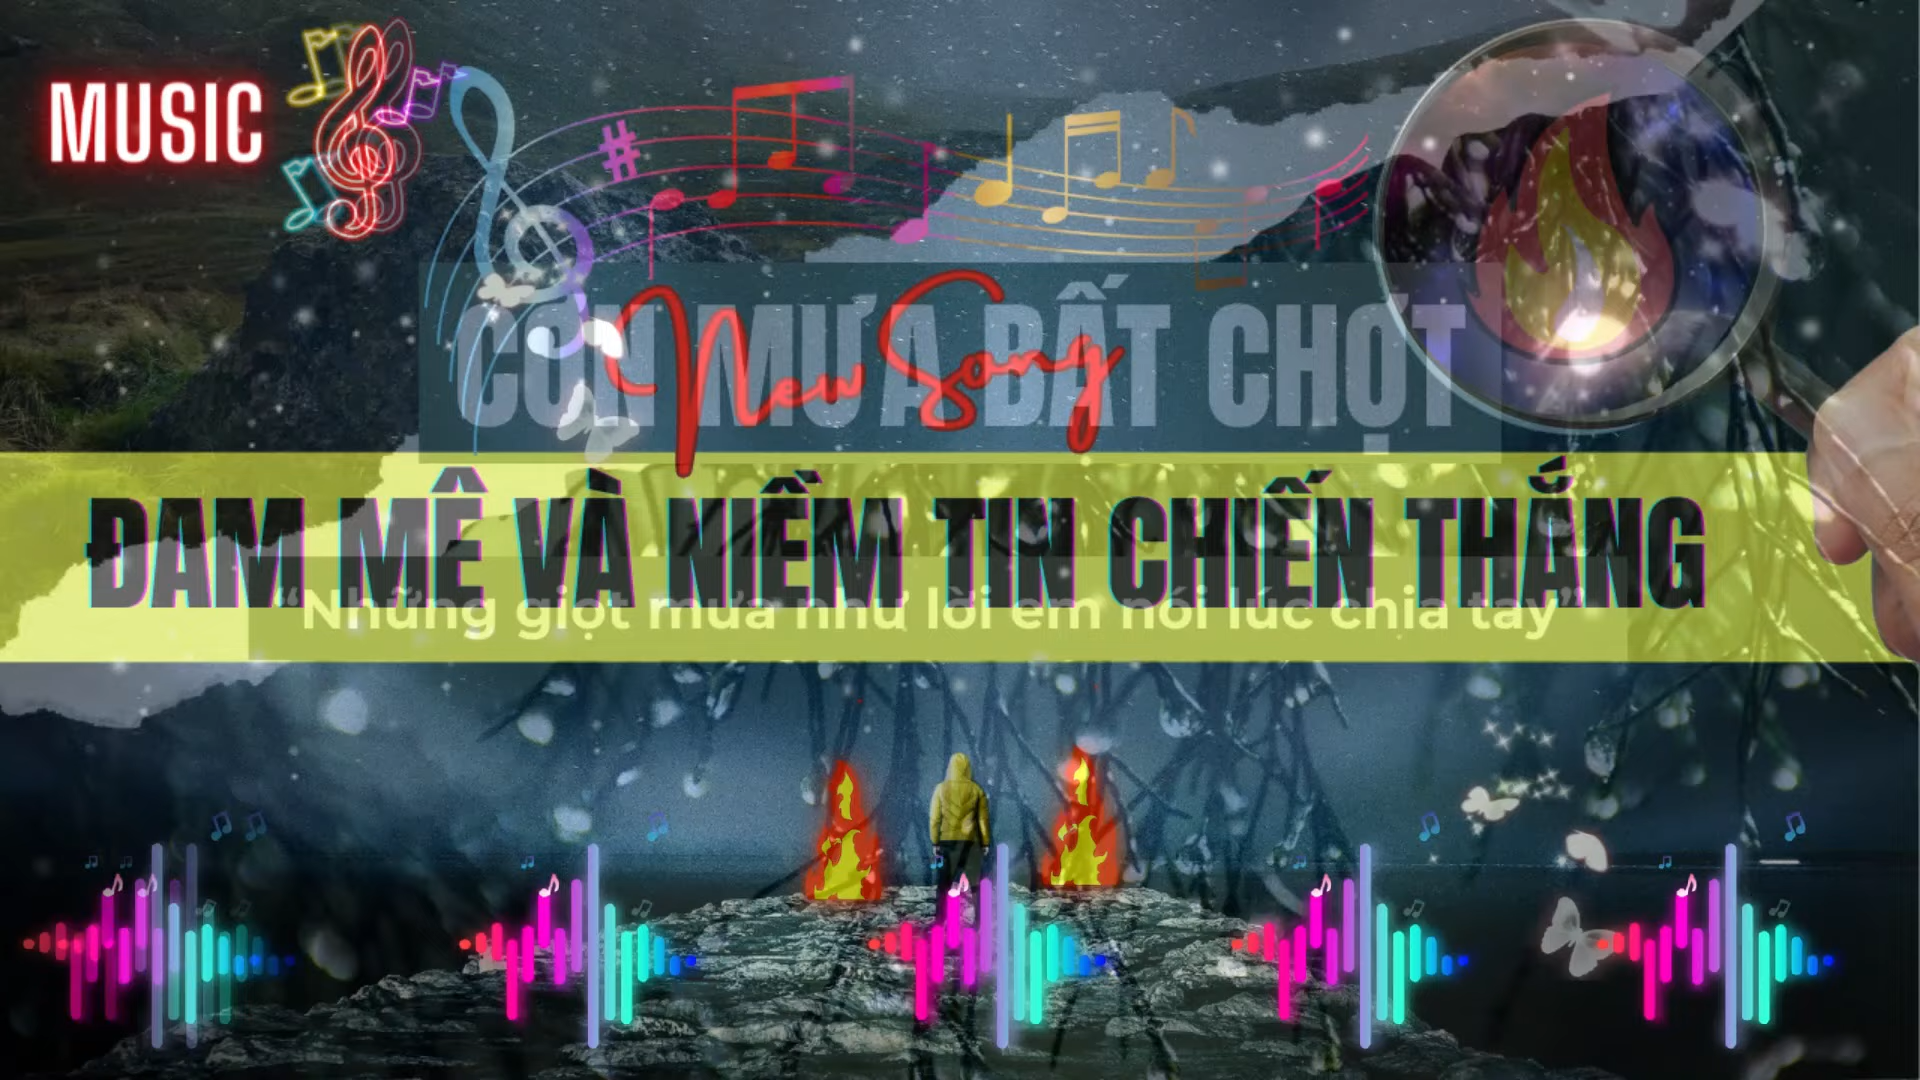 MUSIC
CƠN MƯA BẤT CHỢT
New Song
ĐAM MÊ VÀ NIỀM TIN CHIẾN THẮNG
“Những giọt mưa như lời em nói lúc chia tay”